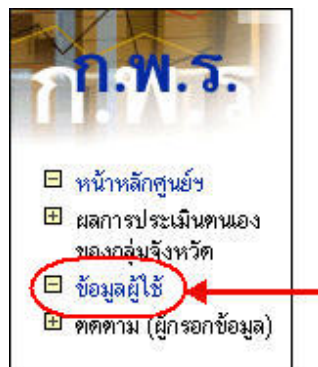 ก.พ.ร.
หน้าหลักศูนย์ฯ
ผลการประเมินตนเอง
ของกลุ่มจังหวัด
ข้อมูลผู้ใช้
ติดตาม (ผู้กรอกข้อมูล)